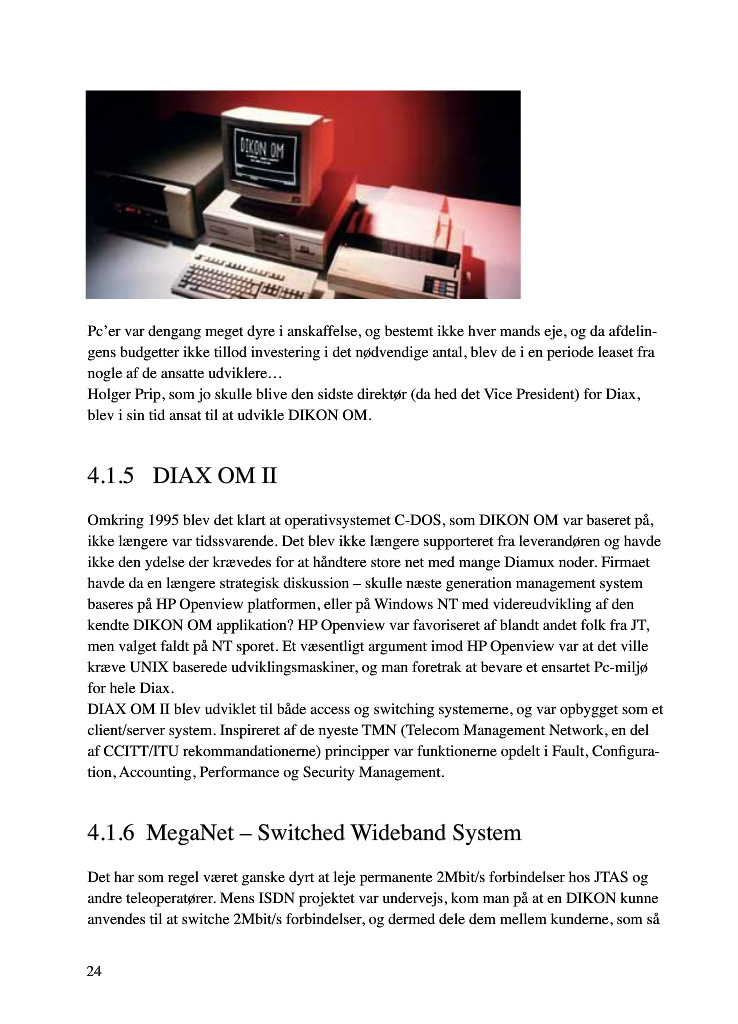 DIKON OM
Pc’er var dengang meget dyre i anskaffelse, og bestemt ikke hver mands eje, og da afdelin-
gens budgetter ikke tillod investering i det nødvendige antal, blev de i en periode leaset fra
nogle af de ansatte udviklere…
Holger Prip, som jo skulle blive den sidste direktør (da hed det Vice President) for Diax,
blev i sin tid ansat til at udvikle DIKON OM.
4.1.5 DIAX OM II
Omkring 1995 blev det klart at operativsystemet C-DOS, som DIKON OM var baseret på,
ikke længere var tidssvarende. Det blev ikke længere supporteret fra leverandøren og havde
ikke den ydelse der krævedes for at håndtere store net med mange Diamux noder. Firmaet
havde da en længere strategisk diskussion – skulle næste generation management system
baseres på HP Openview platformen, eller på Windows NT med videreudvikling af den
kendte DIKON OM applikation? HP Openview var favoriseret af blandt andet folk fra JT,
men valget faldt på NT sporet. Et væsentligt argument imod HP Openview var at det ville
kræve UNIX baserede udviklingsmaskiner, og man foretrak at bevare et ensartet Pc-miljø
for hele Diax.
DIAX OM II blev udviklet til både access og switching systemerne, og var opbygget som et
client/server system. Inspireret af de nyeste TMN (Telecom Management Network, en del
af CCITT/ITU rekommandationerne) principper var funktionerne opdelt i Fault, Configura-
tion, Accounting, Performance og Security Management.
4.1.6 MegaNet – Switched Wideband System
Det har som regel været ganske dyrt at leje permanente 2Mbit/s forbindelser hos JTAS og
andre teleoperatører. Mens ISDN projektet var undervejs, kom man på at en DIKON kunne
anvendes til at switche 2Mbit/s forbindelser, og dermed dele dem mellem kunderne, som så
24